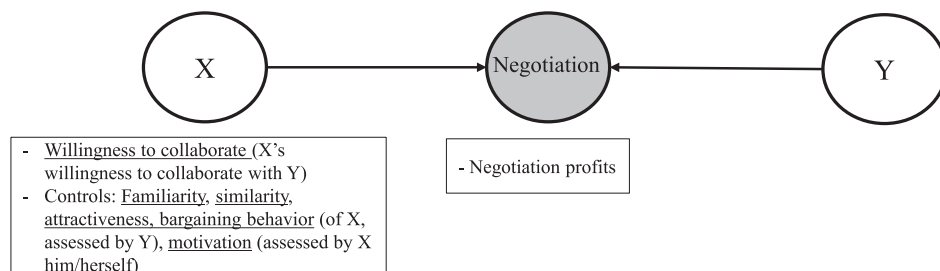 X
Negotiation
Y
- Willingness to collaborate (X's
willingness to collaborate with Y)
- Controls: Familiarity, similarity,
attractiveness, bargaining behavior (of X,
assessed by Y), motivation (assessed by X
him/herself)
- Negotiation profits